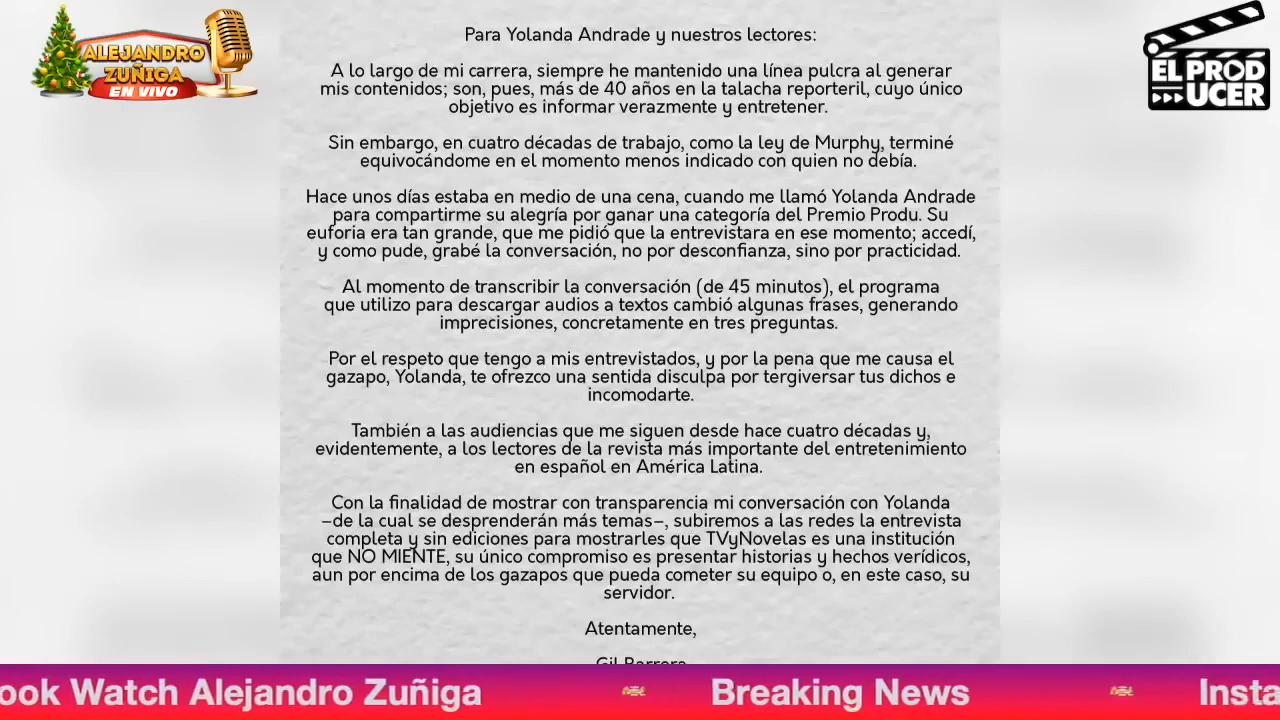 ALEJANDRO
ZUÑIGA
EN VIVO
EL PROD
UCER
Para Yolanda Andrade y nuestros lectores:
A lo largo de mi carrera, siempre he mantenido una línea pulcra al generar
mis contenidos; son, pues, más de 40 años en la talacha reporteril, cuyo único
objetivo es informar verazmente y entretener.
Sin embargo, en cuatro décadas de trabajo, como la ley de Murphy, terminé
equivocándome en el momento menos indicado con quien no debía.
Hace unos días estaba en medio de una cena, cuando me llamó Yolanda Andrade
para compartirme su alegría por ganar una categoría del Premio Produ. Su
euforia era tan grande, que me pidió que la entrevistara en ese momento; accedí,
y como pude, grabé la conversación, no por desconfianza, sino por practicidad.
Al momento de transcribir la conversación (de 45 minutos), el programa
que utilizo para descargar audios a textos cambió algunas frases, generando
imprecisiones, concretamente en tres preguntas.
Por el respeto que tengo a mis entrevistados, y por la pena que me causa el
gazapo, Yolanda, te ofrezco una sentida disculpa por tergiversar tus dichos e
incomodarte.
También a las audiencias que me siguen desde hace cuatro décadas y,
evidentemente, a los lectores de la revista más importante del entretenimiento
en español en América Latina.
Con la finalidad de mostrar con transparencia mi conversación con Yolanda
–de la cual se desprenderán más temas–, subiremos a las redes la entrevista
completa y sin ediciones para mostrarles que TVyNovelas es una institución
que NO MIENTE, su único compromiso es presentar historias y hechos verídicos,
aun por encima de los gazapos que pueda cometer su equipo o, en este caso, su
servidor.
Atentamente,
Gil Barrera
ook Watch Alejandro Zuñiga Breaking News Insta